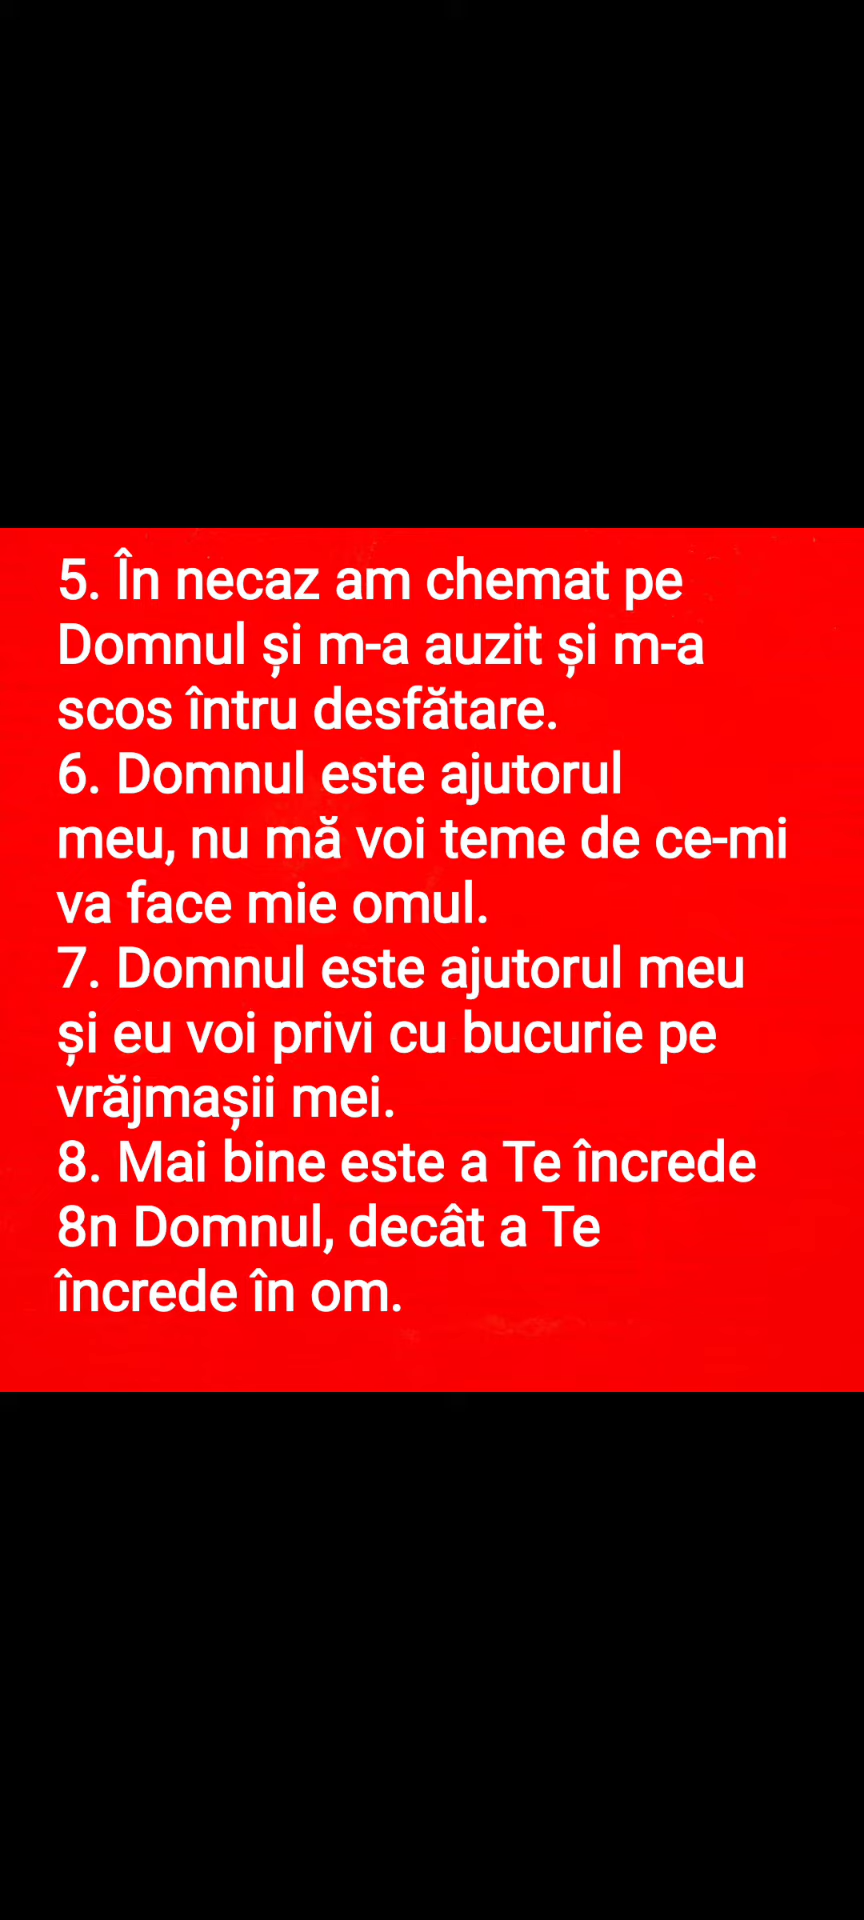 5. În necaz am chemat pe
Domnul și m-a auzit și m-a
scos întru desfătare.
6. Domnul este ajutorul
meu, nu mă voi teme de ce-mi
va face mie omul.
7. Domnul este ajutorul meu
și eu voi privi cu bucurie pe
vrăjmașii mei.
8. Mai bine este a Te încrede
8n Domnul, decât a Te
încrede în om.